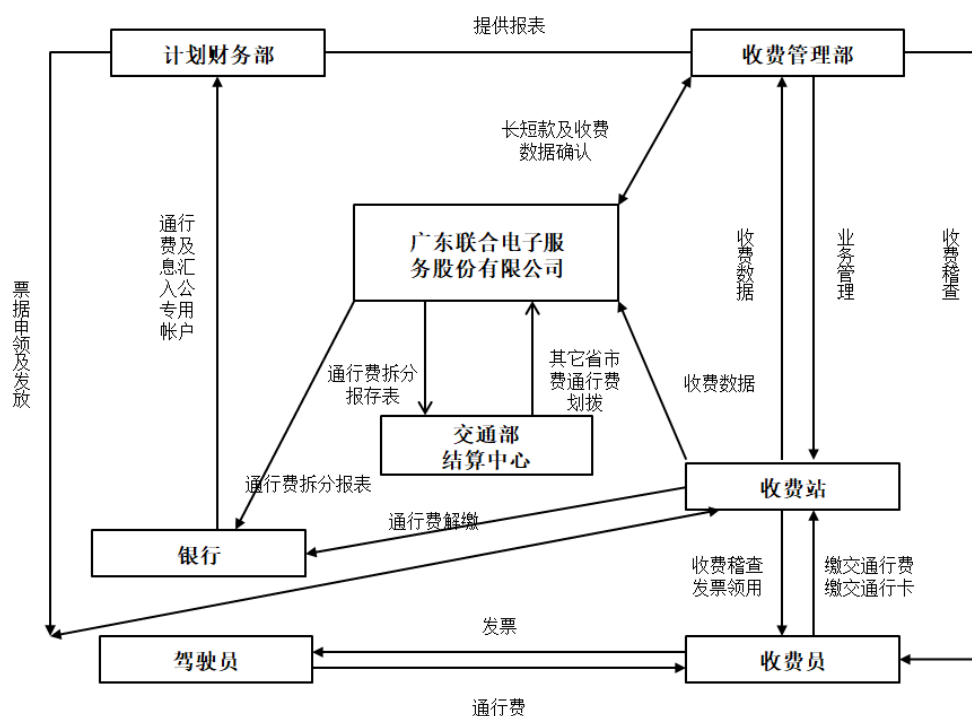 提供报表
计划财务部
收费管理部
长短款及收费
数据确认
通行
费及
息汇
入公
专用
帐户
广东联合电子服
务股份有限公司
收费数据
业务管理
收费稽查
票据申领及发放
通行费拆分
报存表
其它省市
费通行费
划拨
收费数据
交通部
结算中心
通行费拆分报表
收费站
通行费解缴
银行
收费稽查
发票领用
缴交通行费
缴交通行卡
发票
驾驶员
收费员
通行费